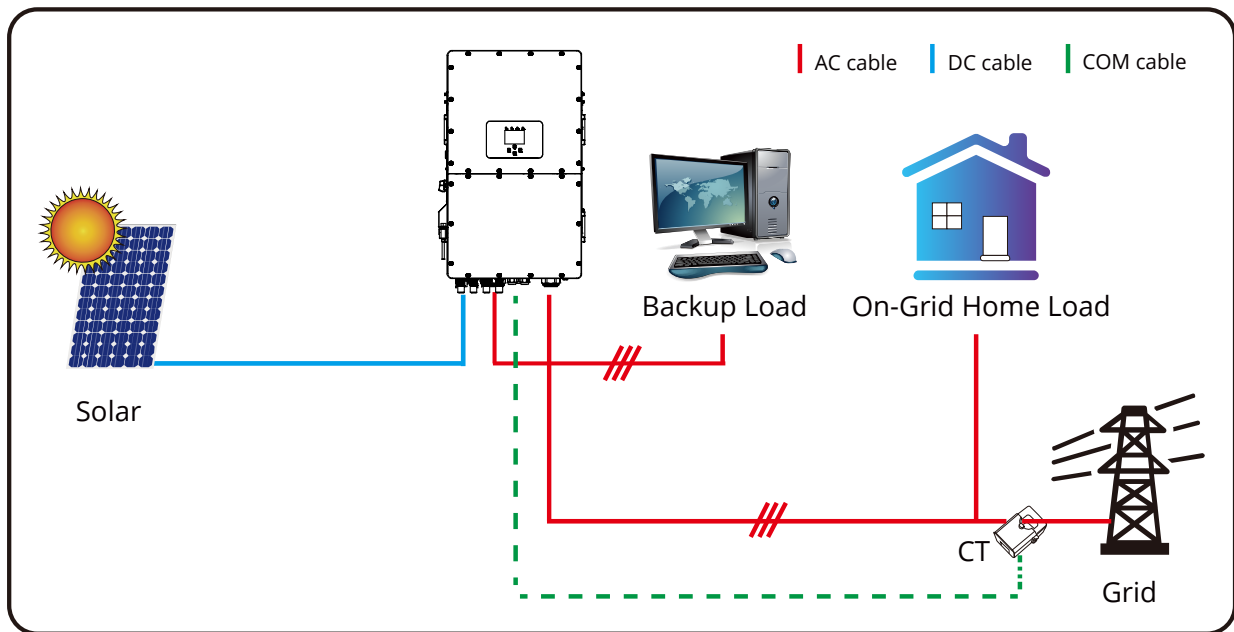 AC cable
DC cable
COM cable
Backup Load
On-Grid Home Load
Solar
CT
Grid